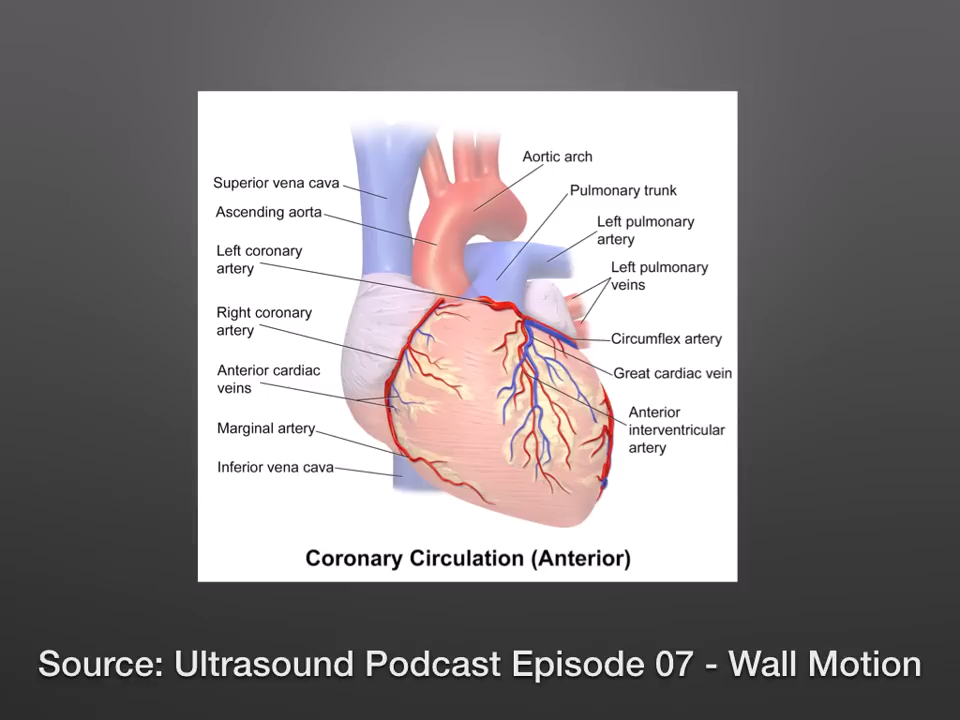 Superior vena cava
Ascending aorta
Left coronary
artery
Right coronary
artery
Anterior cardiac
veins
Marginal artery
Inferior vena cava
Aortic arch
Pulmonary trunk
Left pulmonary
artery
Left pulmonary
veins
Circumflex artery
Great cardiac vein
Anterior
interventricular
artery
Coronary Circulation (Anterior)
Source: Ultrasound Podcast Episode 07 - Wall Motion